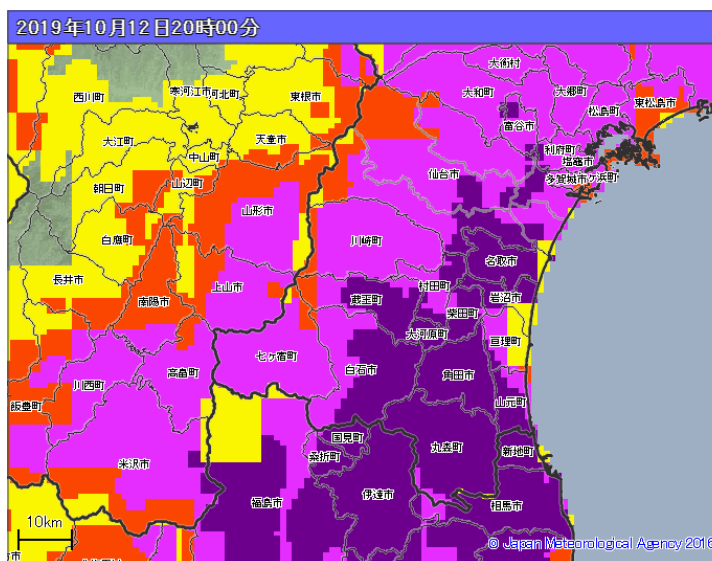 2019年10月12日20時00分
大衡村
西川町
寒河江市
河北町
東根市
大和町
大郷町
松島町
東松島市
富谷市
大江町
天童市
中山町
利府町
塩竈市
仙台市
多賀城市
ヶ浜町
朝日町
山辺町
山形市
白鷹町
川崎町
名取市
長井市
上山市
村田町
岩沼市
南陽市
蔵王町
柴田町
大河原町
亘理町
七ヶ宿町
白石市
高畠町
角田市
川西町
飯豊町
山元町
国見町
丸森町
新地町
桑折町
米沢市
伊達市
福島市
相馬市
10km
© Japan Meteorological Agency 2016
市